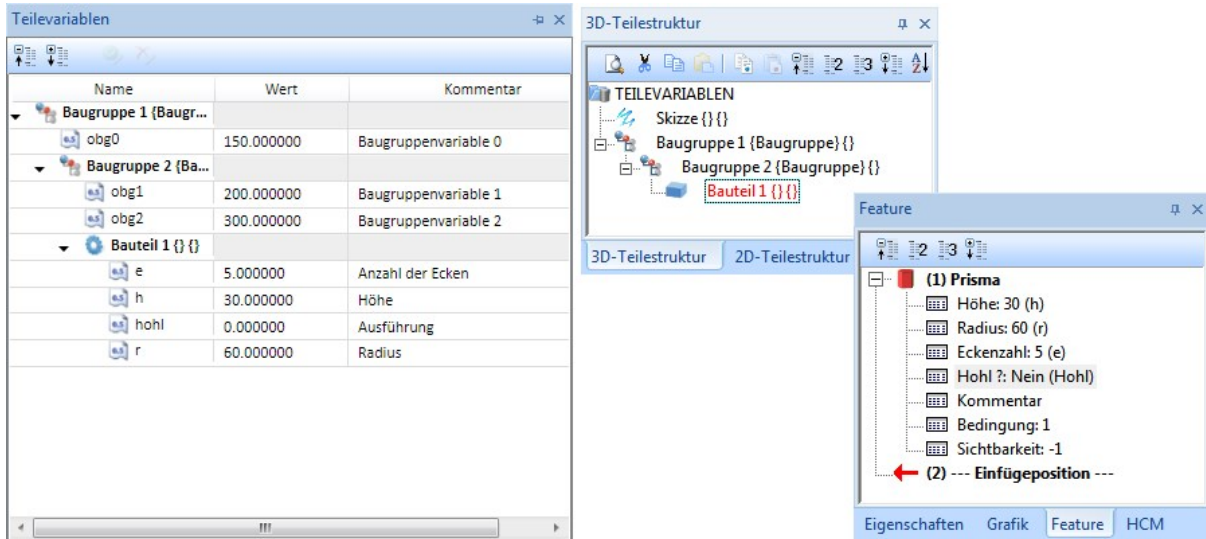 Teilevariablen
Name Wert Kommentar
Baugruppe 1 {Baugr...
obg0 150.000000 Baugruppenvariable 0
Baugruppe 2 {Ba...
obg1 200.000000 Baugruppenvariable 1
obg2 300.000000 Baugruppenvariable 2
Bauteil 1 {} {}
e 5.000000 Anzahl der Ecken
h 30.000000 Höhe
hohl 0.000000 Ausführung
r 60.000000 Radius
3D-Teilestruktur
2 3 A Z
TEILEVARIABLEN
Skizze {} {}
Baugruppe 1 {Baugruppe} {}
Baugruppe 2 {Baugruppe} {}
Bauteil 1 {} {}
3D-Teilestruktur 2D-Teilestruktur
Feature
2 3
(1) Prisma
Höhe: 30 (h)
Radius: 60 (r)
Eckenzahl: 5 (e)
Hohl ?: Nein (Hohl)
Kommentar
Bedingung: 1
Sichtbarkeit: -1
(2) --- Einfügeposition ---
Eigenschaften Grafik Feature HCM